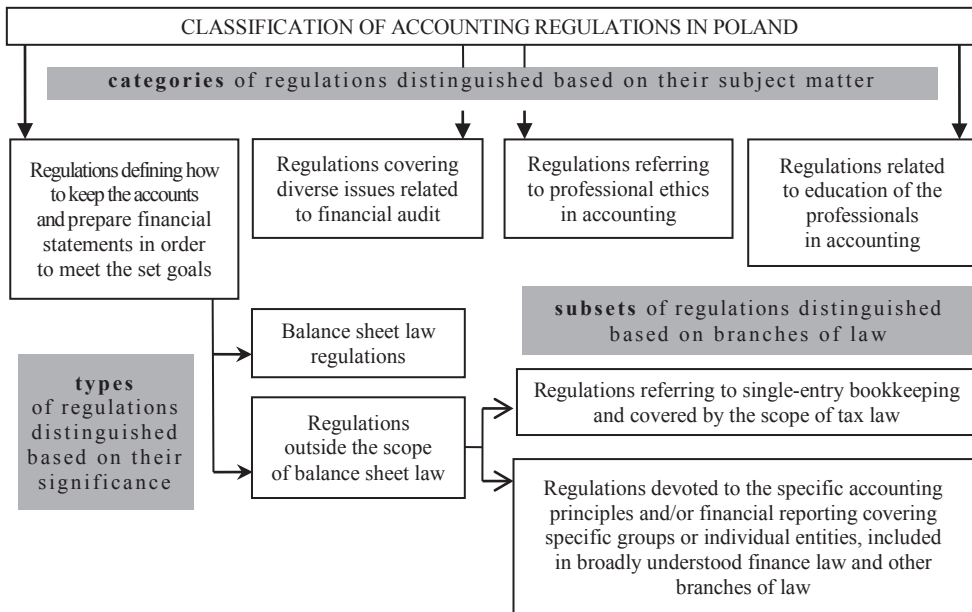 CLASSIFICATION OF ACCOUNTING REGULATIONS IN POLAND
categories of regulations distinguished based on their subject matter
Regulations defining how
to keep the accounts
and prepare financial
statements in order
to meet the set goals
Regulations covering
diverse issues related
to financial audit
Regulations referring
to professional ethics
in accounting
Regulations related
to education of the
professionals
in accounting
subsets of regulations distinguished
based on branches of law
Balance sheet law
regulations
types
of regulations
distinguished
based on their
significance
Regulations
outside the scope
of balance sheet law
Regulations referring to single-entry bookkeeping
and covered by the scope of tax law
Regulations devoted to the specific accounting
principles and/or financial reporting covering
specific groups or individual entities, included
in broadly understood finance law and other
branches of law